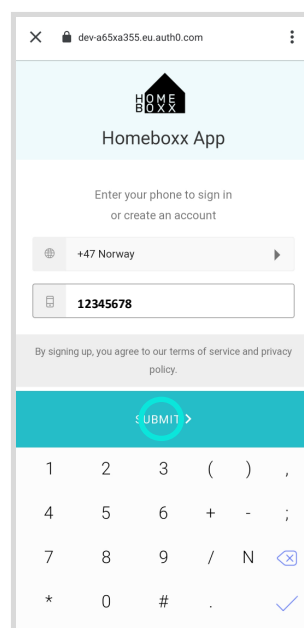 dev-a65xa355.eu.auth0.com
HOME
BOXX
Homeboxx App
Enter your phone to sign in
or create an account
+47 Norway
12345678
By signing up, you agree to our terms of service and privacy
policy.
SUBMIT
1 2 3 ( ) ,
4 5 6 + - ;
7 8 9 / N
* 0 # .